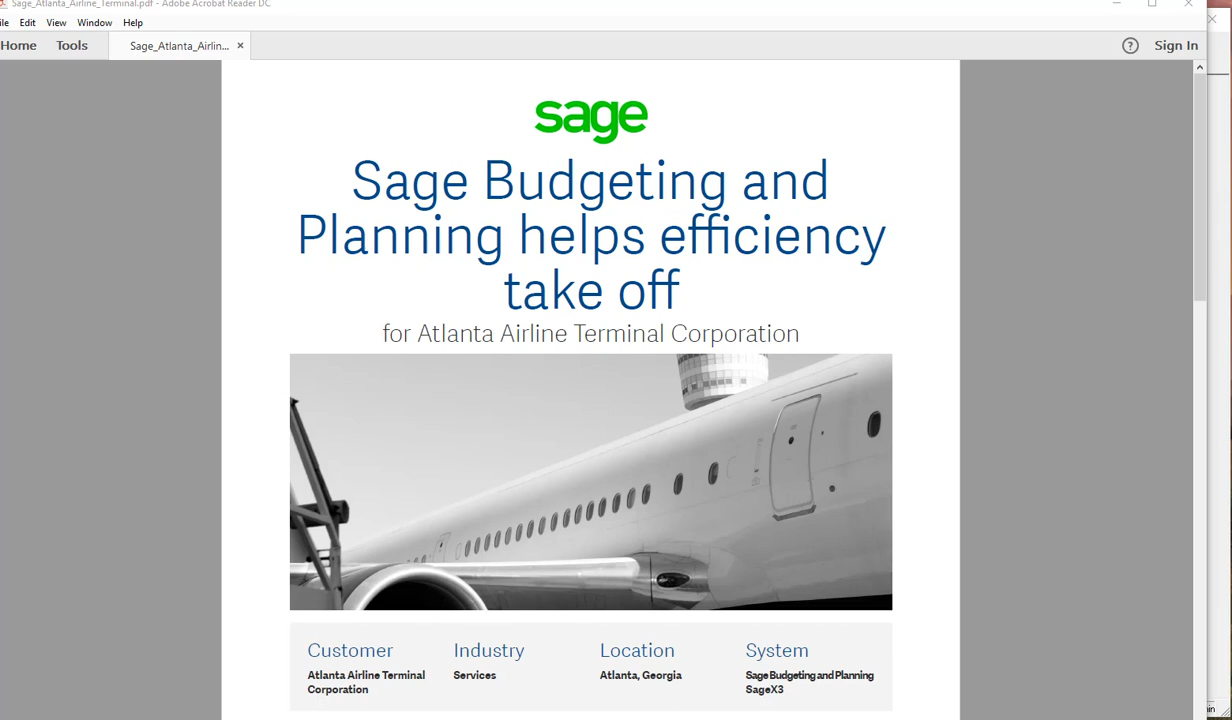 Sage_Atlanta_Airline_Terminal.pdf - Adobe Acrobat Reader DC
ile Edit View Window Help
Home Tools Sage_Atlanta_Airlin... × ? Sign In
sage
Sage Budgeting and
Planning helps efficiency
take off
for Atlanta Airline Terminal Corporation
Customer Industry Location System
Atlanta Airline Terminal Services Atlanta, Georgia Sage Budgeting and Planning
Corporation SageX3